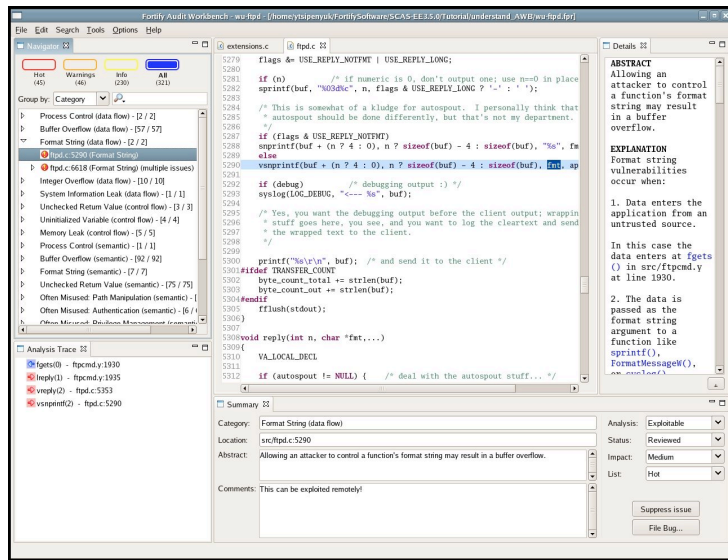 Fortify Audit Workbench - wu-ftpd - [/home/ytsipenyuk/FortifySoftware/SCAS-EE3.5.0/Tutorial/understand_AWB/wu-ftpd.fpr]
File Edit Search Tools Options Help
Navigator
Hot Warnings Info All
(45) (46) (230) (321)
Group by: Category
Process Control (data flow) - [2 / 2]
Buffer Overflow (data flow) - [57 / 57]
Format String (data flow) - [2 / 2]
ftpd.c:5290 (Format String)
ftpd.c:6618 (Format String) (multiple issues)
Integer Overflow (data flow) - [10 / 10]
System Information Leak (data flow) - [1 / 1]
Unchecked Return Value (control flow) - [3 / 3]
Uninitialized Variable (control flow) - [4 / 4]
Memory Leak (control flow) - [5 / 5]
Process Control (semantic) - [1 / 1]
Buffer Overflow (semantic) - [92 / 92]
Format String (semantic) - [7 / 7]
Unchecked Return Value (semantic) - [75 / 75]
Often Misused: Path Manipulation (semantic) - [
Often Misused: Authentication (semantic) - [6 / 
Often Misused: Privilege Management (semanti
Analysis Trace
fgets(0) - ftpcmd.y:1930
lreply(1) - ftpcmd.y:1935
vreply(2) - ftpd.c:5353
vsnprintf(2) - ftpd.c:5290
extensions.c ftpd.c
5279 flags &= USE_REPLY_NOTFMT | USE_REPLY_LONG;
5280
5281 if (n) /* if numeric is 0, don't output one; use n==0 in place
5282 sprintf(buf, "%03d%c", n, flags & USE_REPLY_LONG ? '-' : ' ');
5283
5284 /* This is somewhat of a kludge for autospout. I personally think that
5285 * autospout should be done differently, but that's not my department.
5286 */
5287 if (flags & USE_REPLY_NOTFMT)
5288 snprintf(buf + (n ? 4 : 0), n ? sizeof(buf) - 4 : sizeof(buf), "%s", fm
5289 else
5290 vsnprintf(buf + (n ? 4 : 0), n ? sizeof(buf) - 4 : sizeof(buf), fmt, ap
5291
5292 if (debug) /* debugging output :) */
5293 syslog(LOG_DEBUG, "<--- %s", buf);
5294
5295 /* Yes, you want the debugging output before the client output; wrappin
5296 * stuff goes here, you see, and you want to log the cleartext and send
5297 * the wrapped text to the client.
5298 */
5299
5300 printf("%s\r\n", buf); /* and send it to the client */
5301 #ifdef TRANSFER_COUNT
5302 byte_count_total += strlen(buf);
5303 byte_count_out += strlen(buf);
5304 #endif
5305 fflush(stdout);
5306 }
5307
5308 void reply(int n, char *fmt,...)
5309 {
5310 VA_LOCAL_DECL
5311
5312 if (autospout != NULL) { /* deal with the autospout stuff... */
Details
ABSTRACT
Allowing an
attacker to control
a function's format
string may result
in a buffer
overflow.
EXPLANATION
Format string
vulnerabilities
occur when:
1. Data enters the
application from an
untrusted source.
In this case the
data enters at fgets
() in src/ftpcmd.y
at line 1930.
2. The data is
passed as the
format string
argument to a
function like
sprintf(),
FormatMessageW(),
or syslog()
Summary
Category: Format String (data flow)
Location: src/ftpd.c:5290
Abstract: Allowing an attacker to control a function's format string may result in a buffer overflow.
Comments: This can be exploited remotely!
Analysis: Exploitable
Status: Reviewed
Impact: Medium
List: Hot
Suppress issue
File Bug...